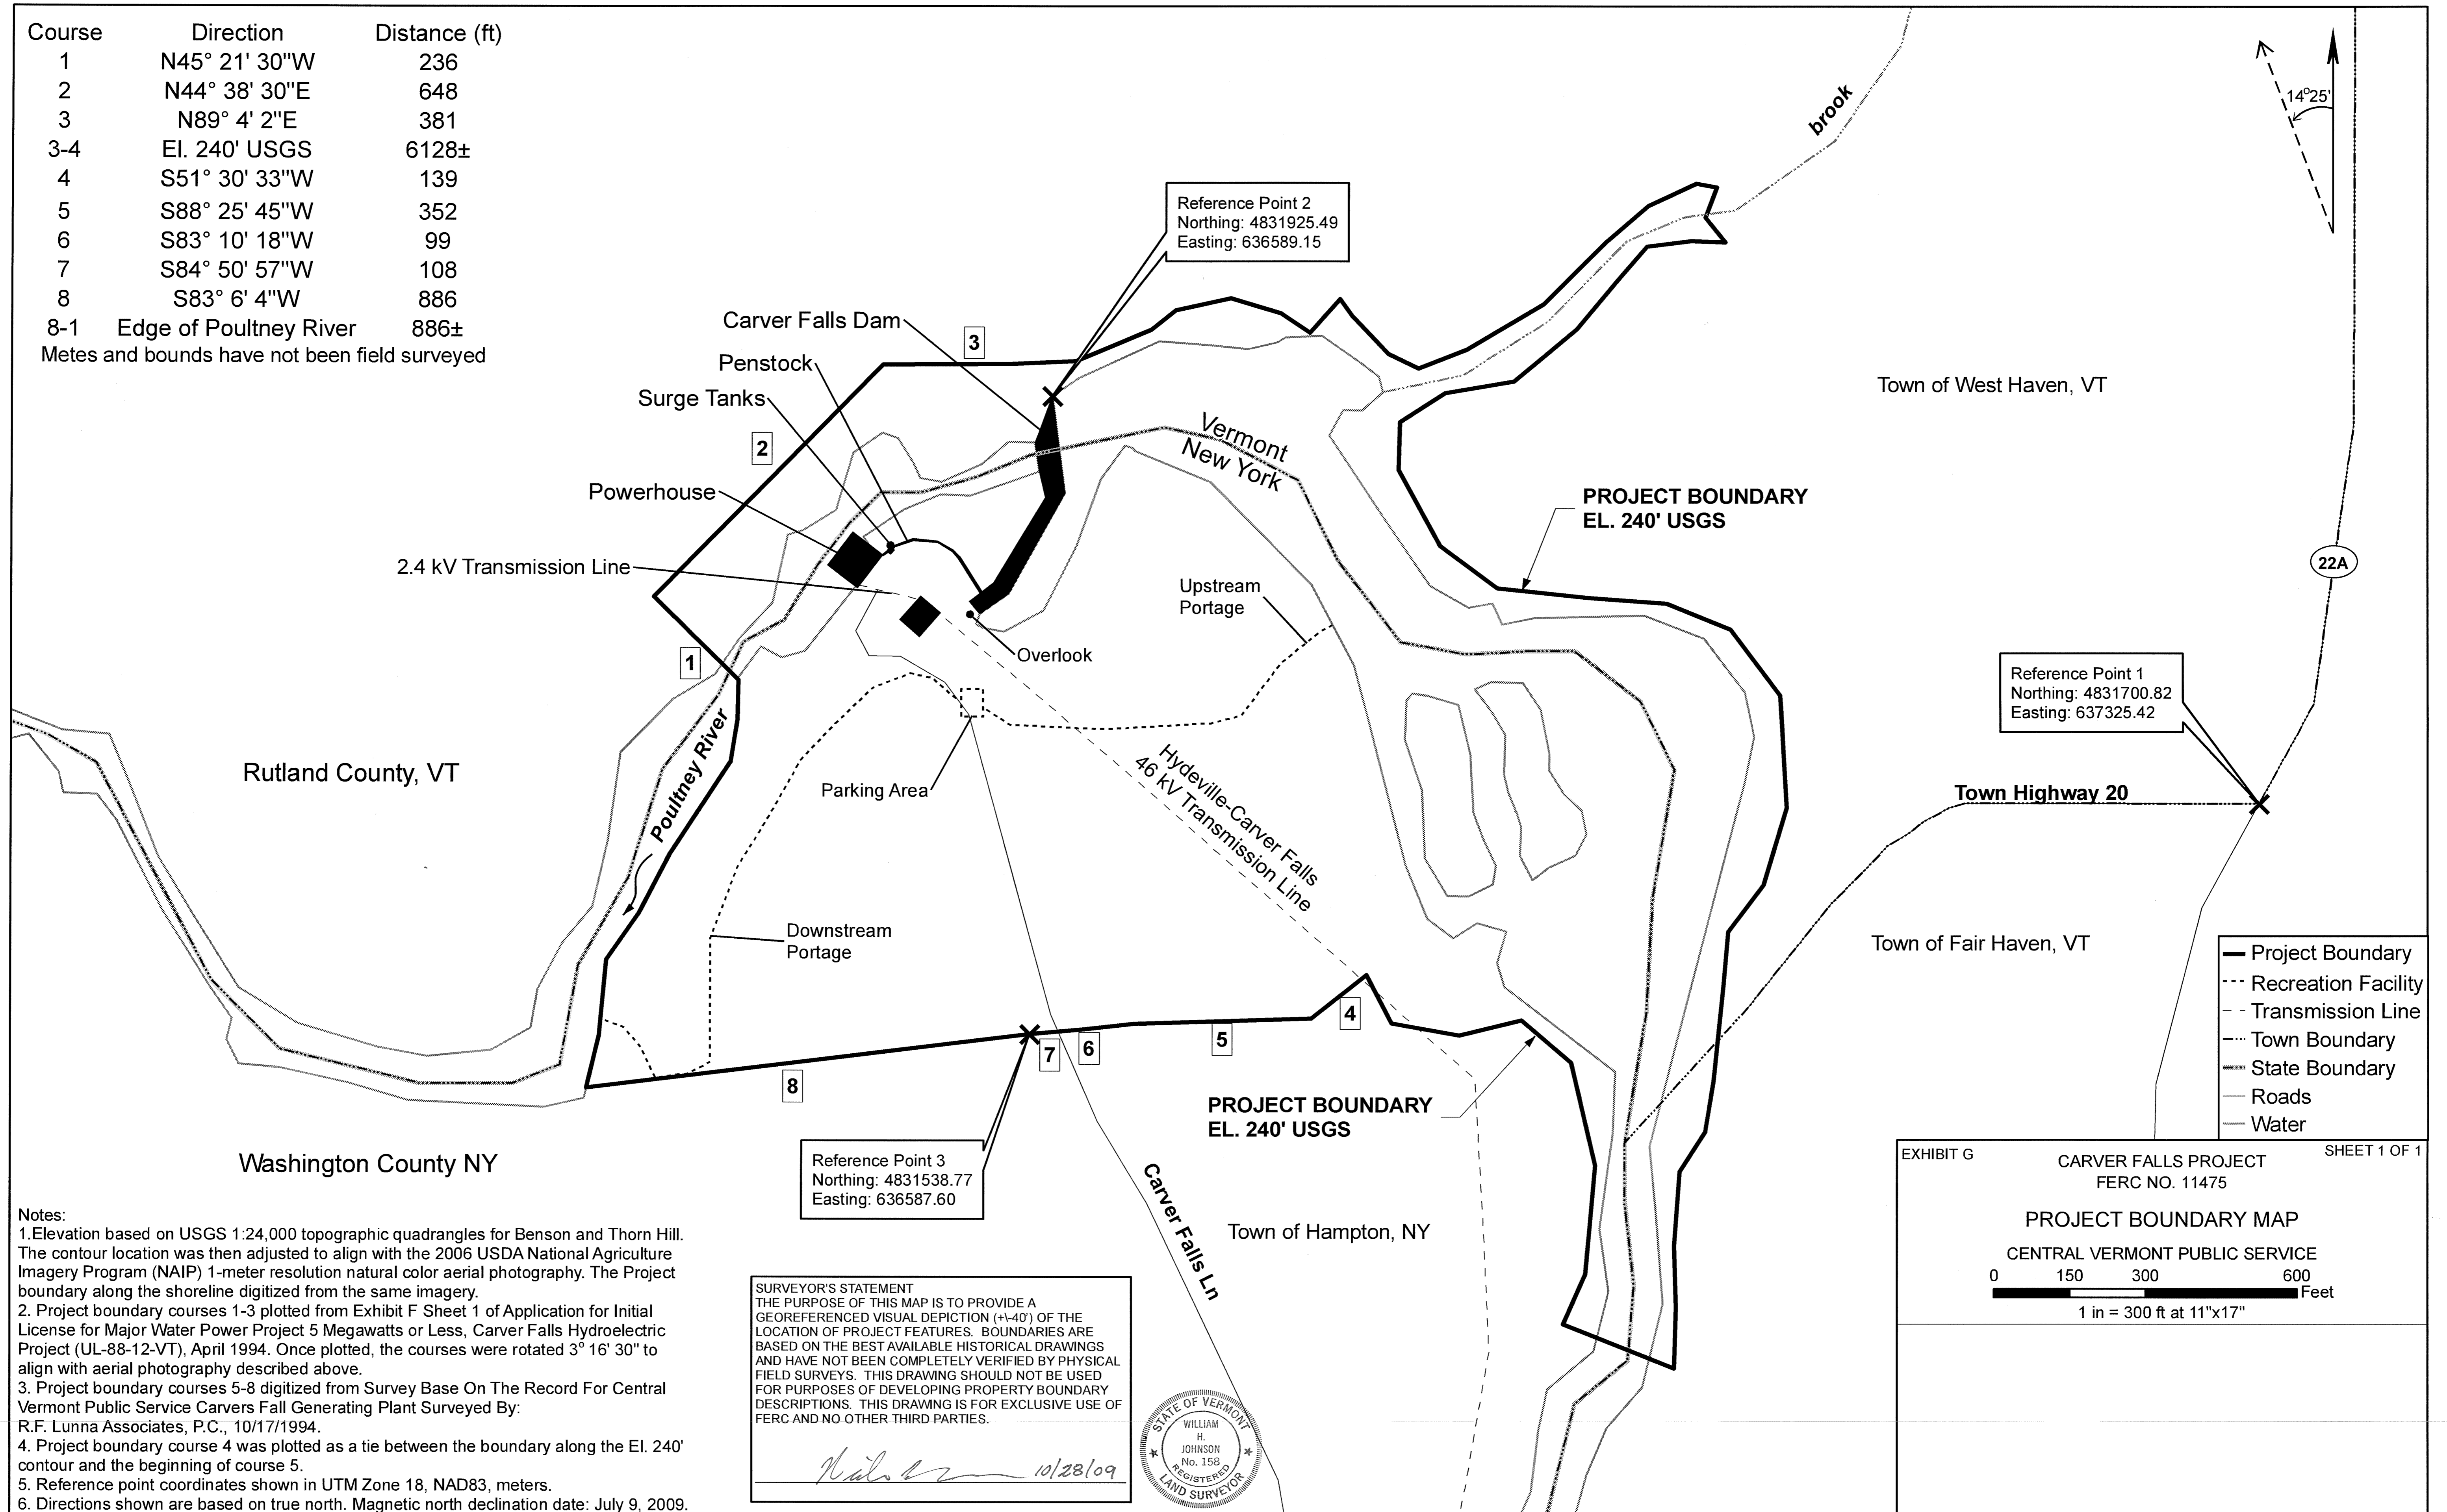 Course Direction Distance (ft)
1 N45° 21' 30"W 236
2 N44° 38' 30"E 648
3 N89° 4' 2"E 381
3-4 El. 240' USGS 6128±
4 S51° 30' 33"W 139
5 S88° 25' 45"W 352
6 S83° 10' 18"W 99
7 S84° 50' 57"W 108
8 S83° 6' 4"W 886
8-1 Edge of Poultney River 886±
Metes and bounds have not been field surveyed
14°25'
brook
Reference Point 2
Northing: 4831925.49
Easting: 636589.15
Carver Falls Dam
3
Penstock
Surge Tanks
2
Powerhouse
2.4 kV Transmission Line
1
Vermont
New York
Town of West Haven, VT
PROJECT BOUNDARY
EL. 240' USGS
22A
Upstream
Portage
Overlook
Reference Point 1
Northing: 4831700.82
Easting: 637325.42
Poultney River
Rutland County, VT
Parking Area
Hydeville-Carver Falls
46 kV Transmission Line
Town Highway 20
Downstream
Portage
Town of Fair Haven, VT
4
5
6
7
8
PROJECT BOUNDARY
EL. 240' USGS
Washington County NY
Reference Point 3
Northing: 4831538.77
Easting: 636587.60
Carver Falls Ln
Town of Hampton, NY
Project Boundary
Recreation Facility
Transmission Line
Town Boundary
State Boundary
Roads
Water
EXHIBIT G
SHEET 1 OF 1
CARVER FALLS PROJECT
FERC NO. 11475
PROJECT BOUNDARY MAP
CENTRAL VERMONT PUBLIC SERVICE
0 150 300 600
Feet
1 in = 300 ft at 11"x17"
Notes:
1.Elevation based on USGS 1:24,000 topographic quadrangles for Benson and Thorn Hill.
The contour location was then adjusted to align with the 2006 USDA National Agriculture
Imagery Program (NAIP) 1-meter resolution natural color aerial photography. The Project
boundary along the shoreline digitized from the same imagery.
2. Project boundary courses 1-3 plotted from Exhibit F Sheet 1 of Application for Initial
License for Major Water Power Project 5 Megawatts or Less, Carver Falls Hydroelectric
Project (UL-88-12-VT), April 1994. Once plotted, the courses were rotated 3° 16' 30" to
align with aerial photography described above.
3. Project boundary courses 5-8 digitized from Survey Base On The Record For Central
Vermont Public Service Carvers Fall Generating Plant Surveyed By:
R.F. Lunna Associates, P.C., 10/17/1994.
4. Project boundary course 4 was plotted as a tie between the boundary along the El. 240'
contour and the beginning of course 5.
5. Reference point coordinates shown in UTM Zone 18, NAD83, meters.
6. Directions shown are based on true north. Magnetic north declination date: July 9, 2009.
SURVEYOR'S STATEMENT
THE PURPOSE OF THIS MAP IS TO PROVIDE A
GEOREFERENCED VISUAL DEPICTION (+\-40') OF THE
LOCATION OF PROJECT FEATURES. BOUNDARIES ARE
BASED ON THE BEST AVAILABLE HISTORICAL DRAWINGS
AND HAVE NOT BEEN COMPLETELY VERIFIED BY PHYSICAL
FIELD SURVEYS. THIS DRAWING SHOULD NOT BE USED
FOR PURPOSES OF DEVELOPING PROPERTY BOUNDARY
DESCRIPTIONS. THIS DRAWING IS FOR EXCLUSIVE USE OF
FERC AND NO OTHER THIRD PARTIES.
10/28/09
STATE OF VERMONT
WILLIAM
H.
JOHNSON
No. 158
REGISTERED
LAND SURVEYOR